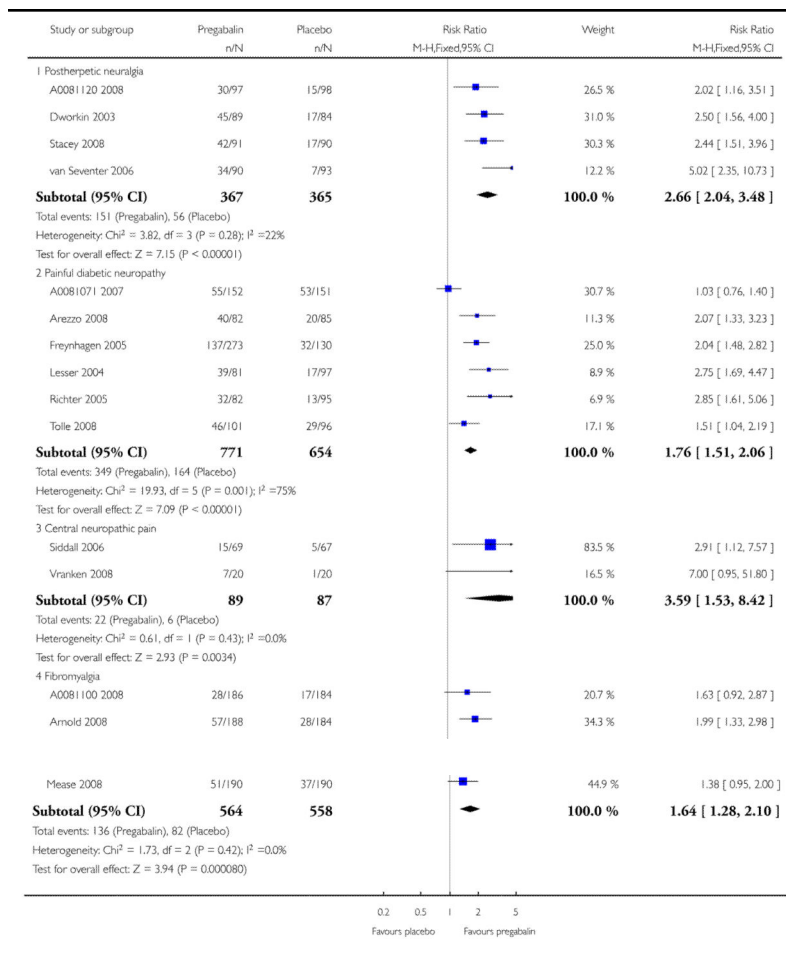 Study or subgroup Pregabalin Placebo Risk Ratio Weight Risk Ratio
n/N n/N M-H,Fixed,95% CI M-H,Fixed,95% CI
1 Postherpetic neuralgia
A0081120 2008 30/97 15/98 26.5 % 2.02 [ 1.16, 3.51 ]
Dworkin 2003 45/89 17/84 31.0 % 2.50 [ 1.56, 4.00 ]
Stacey 2008 42/91 17/90 30.3 % 2.44 [ 1.51, 3.96 ]
van Seventer 2006 34/90 7/93 12.2 % 5.02 [ 2.35, 10.73 ]
Subtotal (95% CI) 367 365 100.0 % 2.66 [ 2.04, 3.48 ]
Total events: 151 (Pregabalin), 56 (Placebo)
Heterogeneity: Chi² = 3.82, df = 3 (P = 0.28); I² =22%
Test for overall effect: Z = 7.15 (P < 0.00001)
2 Painful diabetic neuropathy
A0081071 2007 55/152 53/151 30.7 % 1.03 [ 0.76, 1.40 ]
Arezzo 2008 40/82 20/85 11.3 % 2.07 [ 1.33, 3.23 ]
Freynhagen 2005 137/273 32/130 25.0 % 2.04 [ 1.48, 2.82 ]
Lesser 2004 39/81 17/97 8.9 % 2.75 [ 1.69, 4.47 ]
Richter 2005 32/82 13/95 6.9 % 2.85 [ 1.61, 5.06 ]
Tolle 2008 46/101 29/96 17.1 % 1.51 [ 1.04, 2.19 ]
Subtotal (95% CI) 771 654 100.0 % 1.76 [ 1.51, 2.06 ]
Total events: 349 (Pregabalin), 164 (Placebo)
Heterogeneity: Chi² = 19.93, df = 5 (P = 0.001); I² =75%
Test for overall effect: Z = 7.09 (P < 0.00001)
3 Central neuropathic pain
Siddall 2006 15/69 5/67 83.5 % 2.91 [ 1.12, 7.57 ]
Vranken 2008 7/20 1/20 16.5 % 7.00 [ 0.95, 51.80 ]
Subtotal (95% CI) 89 87 100.0 % 3.59 [ 1.53, 8.42 ]
Total events: 22 (Pregabalin), 6 (Placebo)
Heterogeneity: Chi² = 0.61, df = 1 (P = 0.43); I² =0.0%
Test for overall effect: Z = 2.93 (P = 0.0034)
4 Fibromyalgia
A0081100 2008 28/186 17/184 20.7 % 1.63 [ 0.92, 2.87 ]
Arnold 2008 57/188 28/184 34.3 % 1.99 [ 1.33, 2.98 ]
Mease 2008 51/190 37/190 44.9 % 1.38 [ 0.95, 2.00 ]
Subtotal (95% CI) 564 558 100.0 % 1.64 [ 1.28, 2.10 ]
Total events: 136 (Pregabalin), 82 (Placebo)
Heterogeneity: Chi² = 1.73, df = 2 (P = 0.42); I² =0.0%
Test for overall effect: Z = 3.94 (P = 0.000080)
0.2 0.5 1 2 5
Favours placebo Favours pregabalin